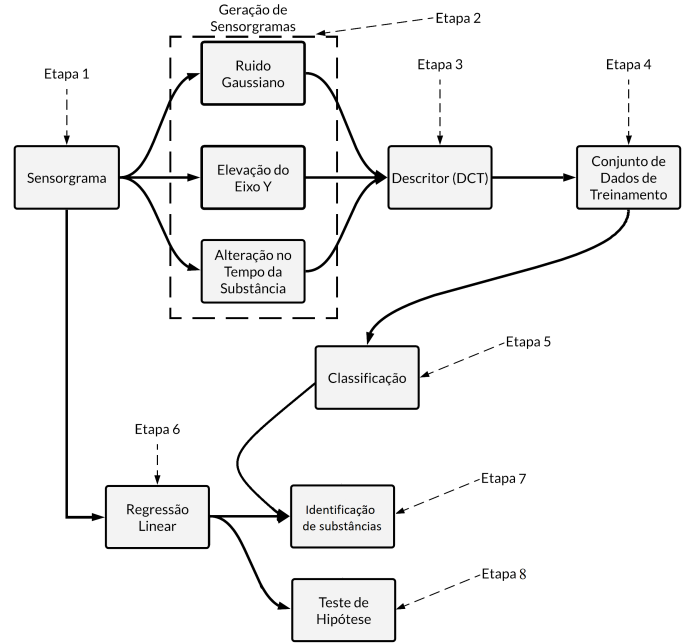 Geração de
Sensorgramas
Etapa 2
Etapa 1
Ruido
Gaussiano
Etapa 3
Etapa 4
Sensorgrama
Elevação do
Eixo Y
Descritor (DCT)
Conjunto de
Dados de
Treinamento
Alteração no
Tempo da
Substância
Etapa 5
Classificação
Etapa 6
Etapa 7
Regressão
Linear
Identificação
de substâncias
Etapa 8
Teste de
Hipótese